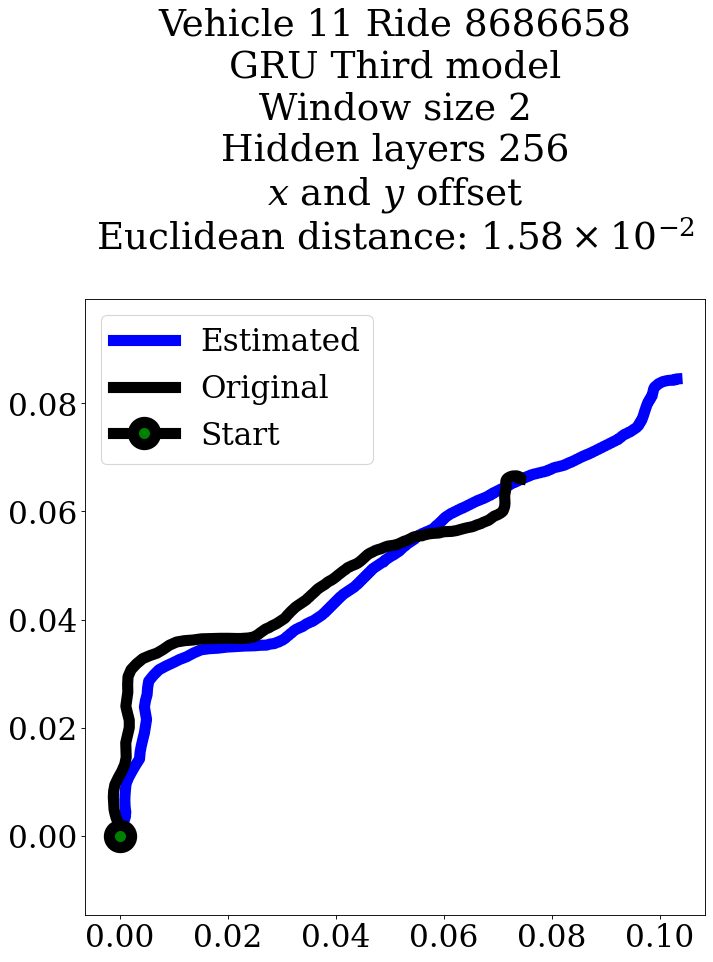 Vehicle 11 Ride 8686658
GRU Third model
Window size 2
Hidden layers 256
x and y offset
Euclidean distance: 1.58 × 10⁻²
Estimated
Original
Start
0.08
0.06
0.04
0.02
0.00
0.00 0.02 0.04 0.06 0.08 0.10